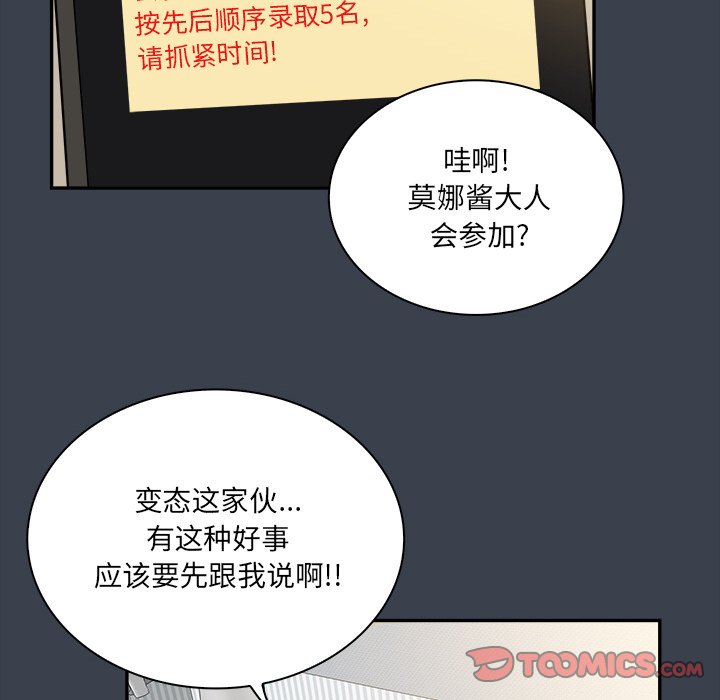 按先后顺序录取5名，
请抓紧时间！
哇啊！
莫娜酱大人
会参加？
变态这家伙...
有这种好事
应该要先跟我说啊！！
TOOMICS.COM